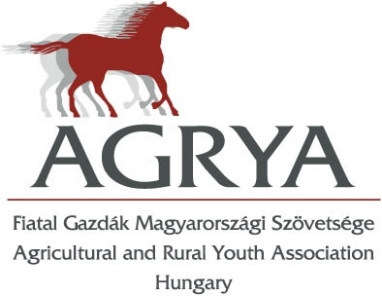 AGRYA
Fiatal Gazdák Magyarországi Szövetsége
Agricultural and Rural Youth Association
Hungary